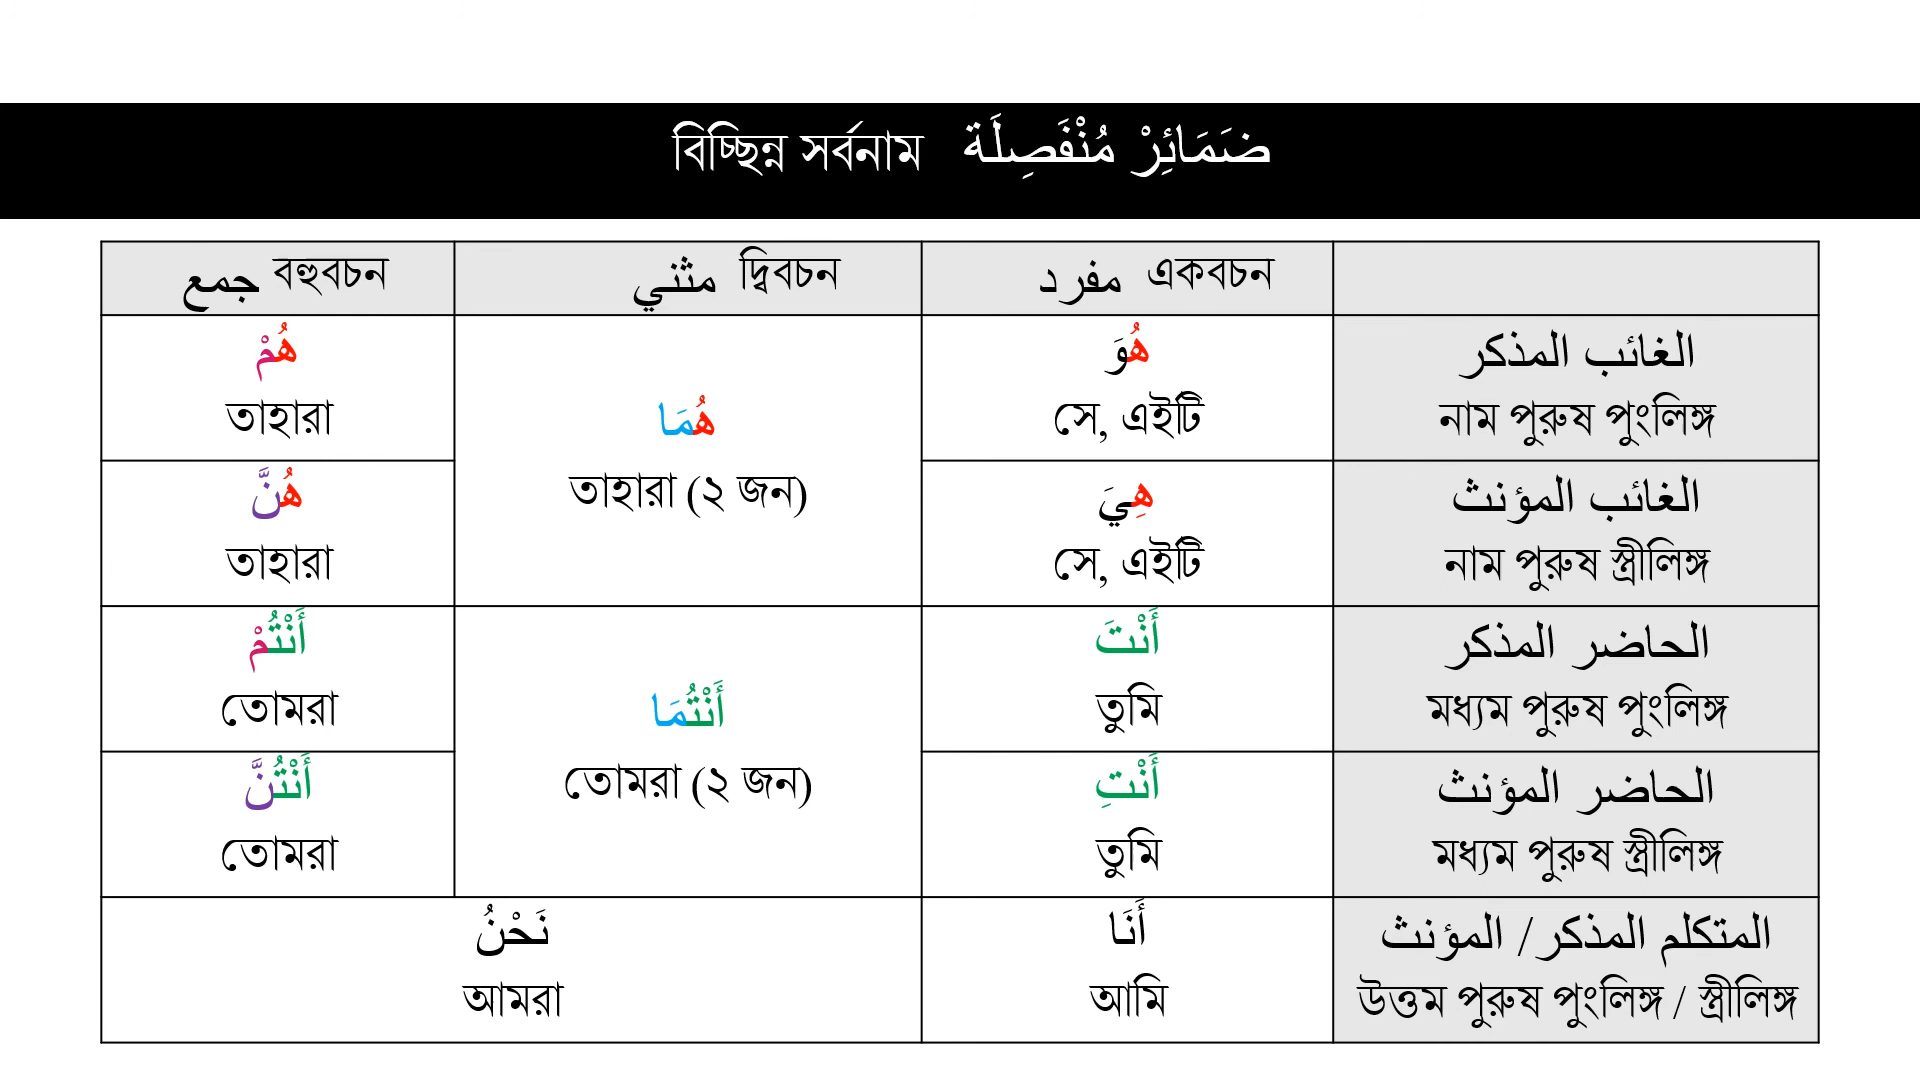 ضَمَائِرْ مُنْفَصِلَة বিচ্ছিন্ন সর্বনাম
একবচন مفرد
দ্বিবচন مثني
বহুবচন جمع
الغائب المذكر
নাম পুরুষ পুংলিঙ্গ
هُوَ
সে, এইটি
هُمَا
তাহারা (২ জন)
هُمْ
তাহারা
الغائب المؤنث
নাম পুরুষ স্ত্রীলিঙ্গ
هِيَ
সে, এইটি
هُنَّ
তাহারা
الحاضر المذكر
মধ্যম পুরুষ পুংলিঙ্গ
أَنْتَ
তুমি
أَنْتُمَا
তোমরা (২ জন)
أَنْتُمْ
তোমরা
الحاضر المؤنث
মধ্যম পুরুষ স্ত্রীলিঙ্গ
أَنْتِ
তুমি
أَنْتُنَّ
তোমরা
المتكلم المذكر/ المؤنث
উত্তম পুরুষ পুংলিঙ্গ / স্ত্রীলিঙ্গ
أَنَا
আমি
نَحْنُ
আমরা